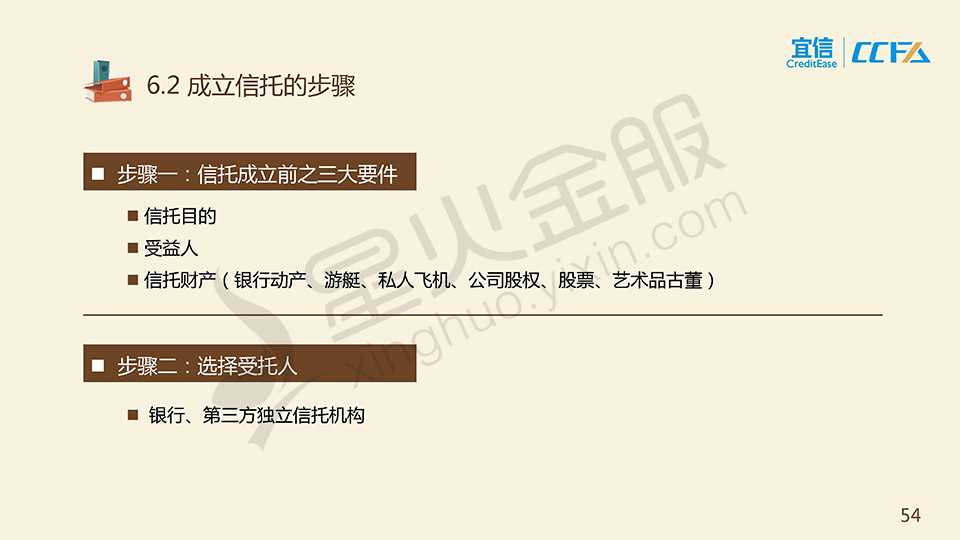 宜信
CreditEase
CCFA
6.2 成立信托的步骤
步骤一：信托成立前之三大要件
信托目的
受益人
信托财产（银行动产、游艇、私人飞机、公司股权、股票、艺术品古董）
步骤二：选择受托人
银行、第三方独立信托机构
星火金服
xinghuo.yixin.com
54